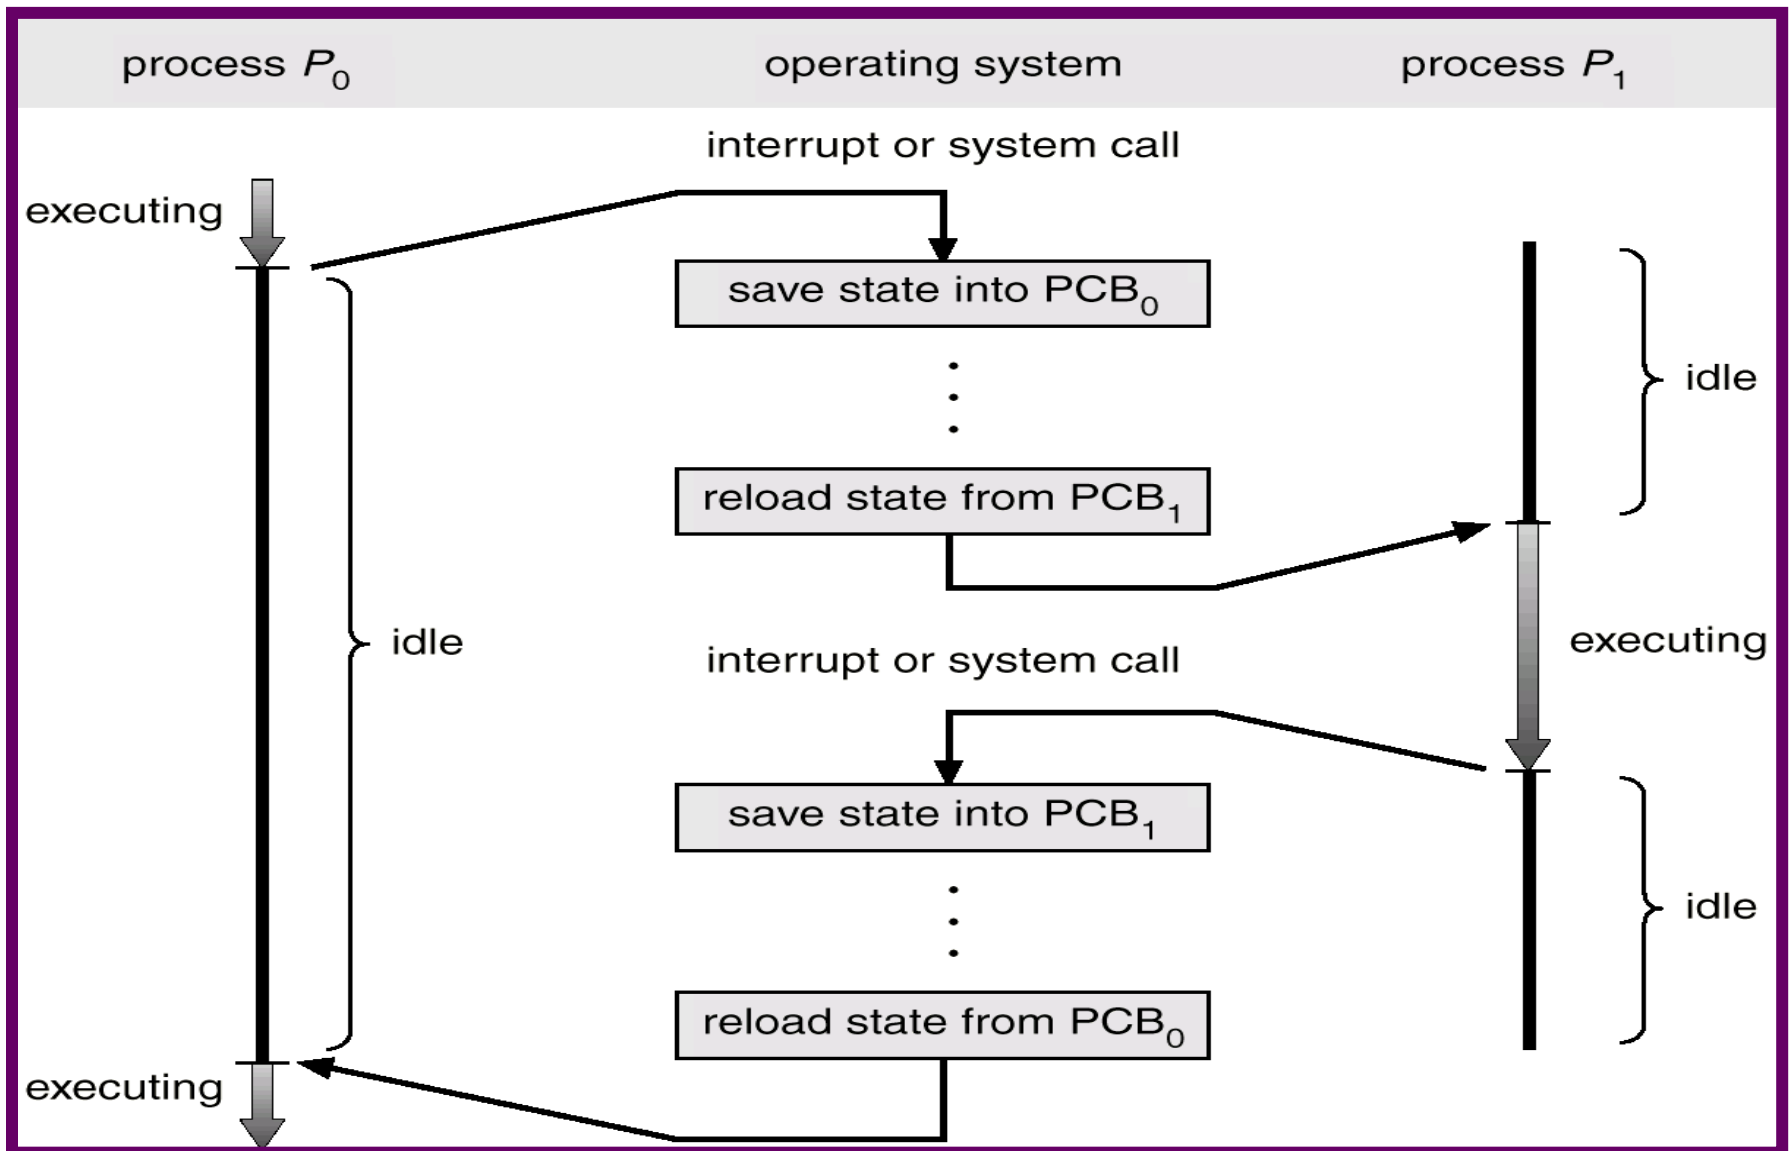 process P0
operating system
process P1
interrupt or system call
executing
save state into PCB0
idle
reload state from PCB1
idle
interrupt or system call
executing
save state into PCB1
idle
reload state from PCB0
executing